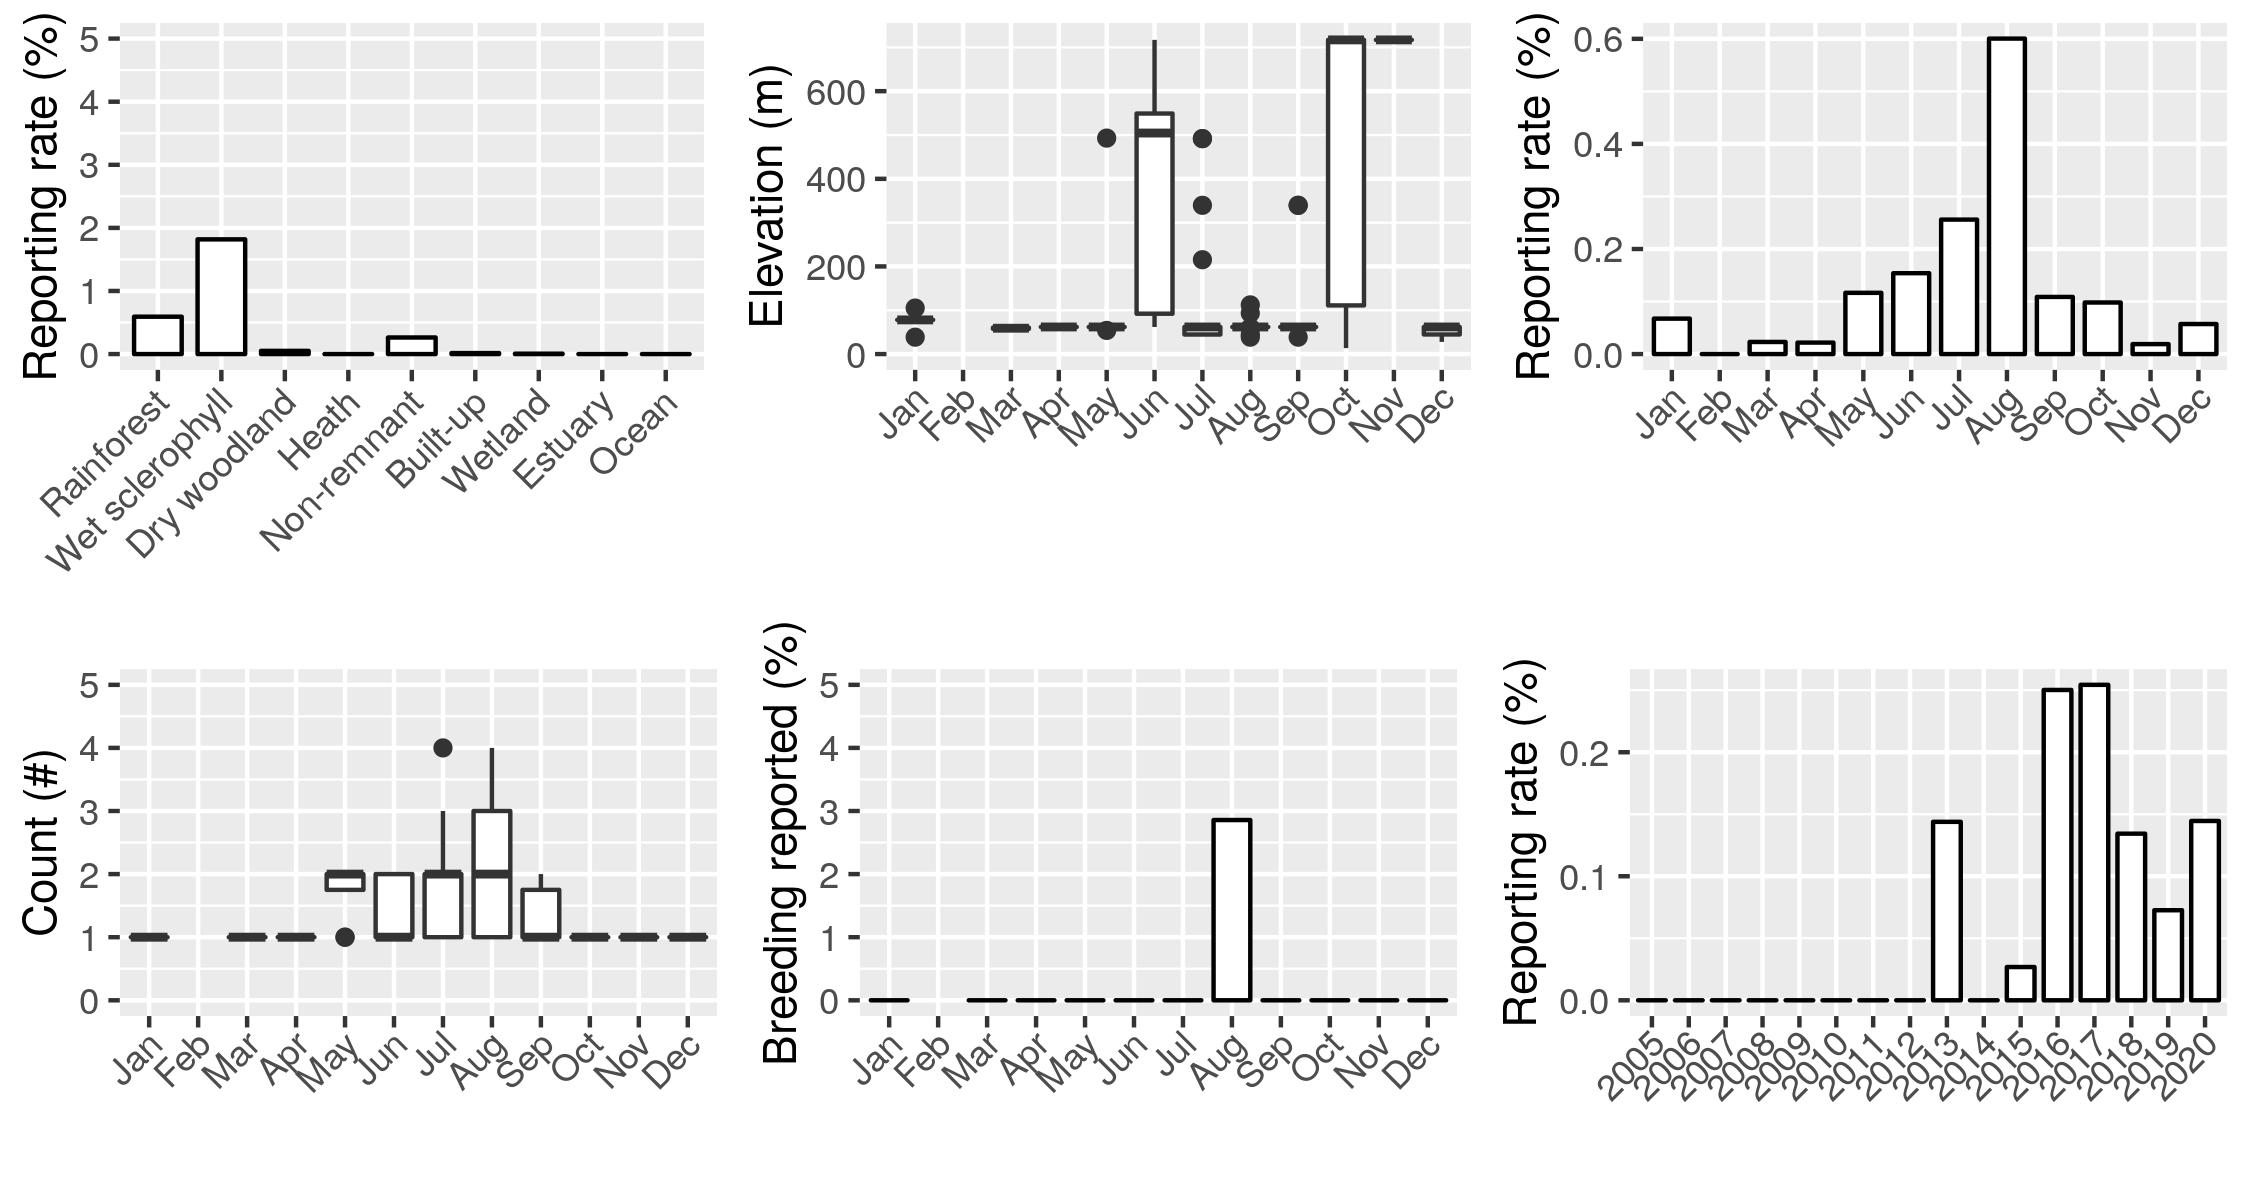 Reporting rate (%)
5
4
3
2
1
0
Rainforest
Wet sclerophyll
Dry woodland
Heath
Non-remnant
Built-up
Wetland
Estuary
Ocean
Elevation (m)
600
400
200
0
Jan
Feb
Mar
Apr
May
Jun
Jul
Aug
Sep
Oct
Nov
Dec
Reporting rate (%)
0.6
0.4
0.2
0.0
Jan
Feb
Mar
Apr
May
Jun
Jul
Aug
Sep
Oct
Nov
Dec
Count (#)
5
4
3
2
1
0
Jan
Feb
Mar
Apr
May
Jun
Jul
Aug
Sep
Oct
Nov
Dec
Breeding reported (%)
5
4
3
2
1
0
Jan
Feb
Mar
Apr
May
Jun
Jul
Aug
Sep
Oct
Nov
Dec
Reporting rate (%)
0.2
0.1
0.0
2005
2006
2007
2008
2009
2010
2011
2012
2013
2014
2015
2016
2017
2018
2019
2020